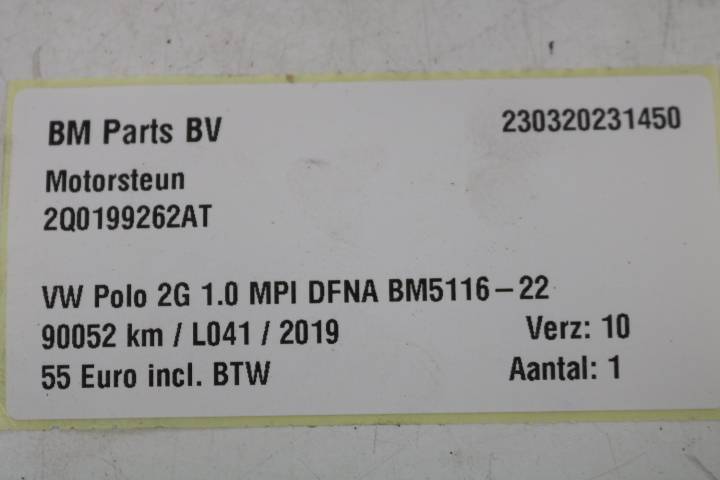 BM Parts BV 230320231450
Motorsteun
2Q0199262AT
VW Polo 2G 1.0 MPI DFNA BM5116-22
90052 km / L041 / 2019 Verz: 10
55 Euro incl. BTW Aantal: 1